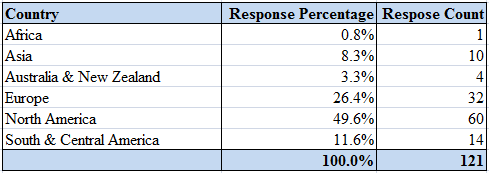 Country Response Percentage Respose Count
Africa 0.8% 1
Asia 8.3% 10
Australia & New Zealand 3.3% 4
Europe 26.4% 32
North America 49.6% 60
South & Central America 11.6% 14
100.0% 121